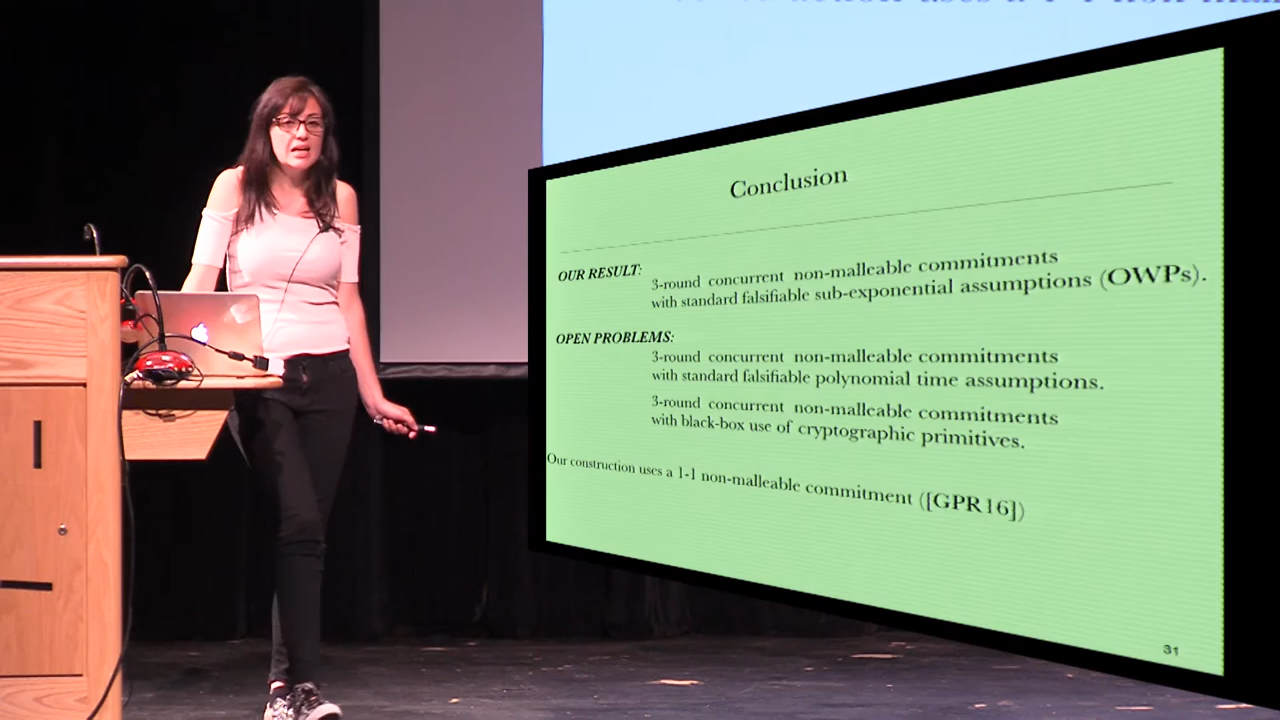 Conclusion
OUR RESULT:
3-round concurrent non-malleable commitments
with standard falsifiable sub-exponential assumptions (OWPs).
OPEN PROBLEMS:
3-round concurrent non-malleable commitments
with standard falsifiable polynomial time assumptions.
3-round concurrent non-malleable commitments
with black-box use of cryptographic primitives.
Our construction uses a 1-1 non-malleable commitment ([GPR16])
31